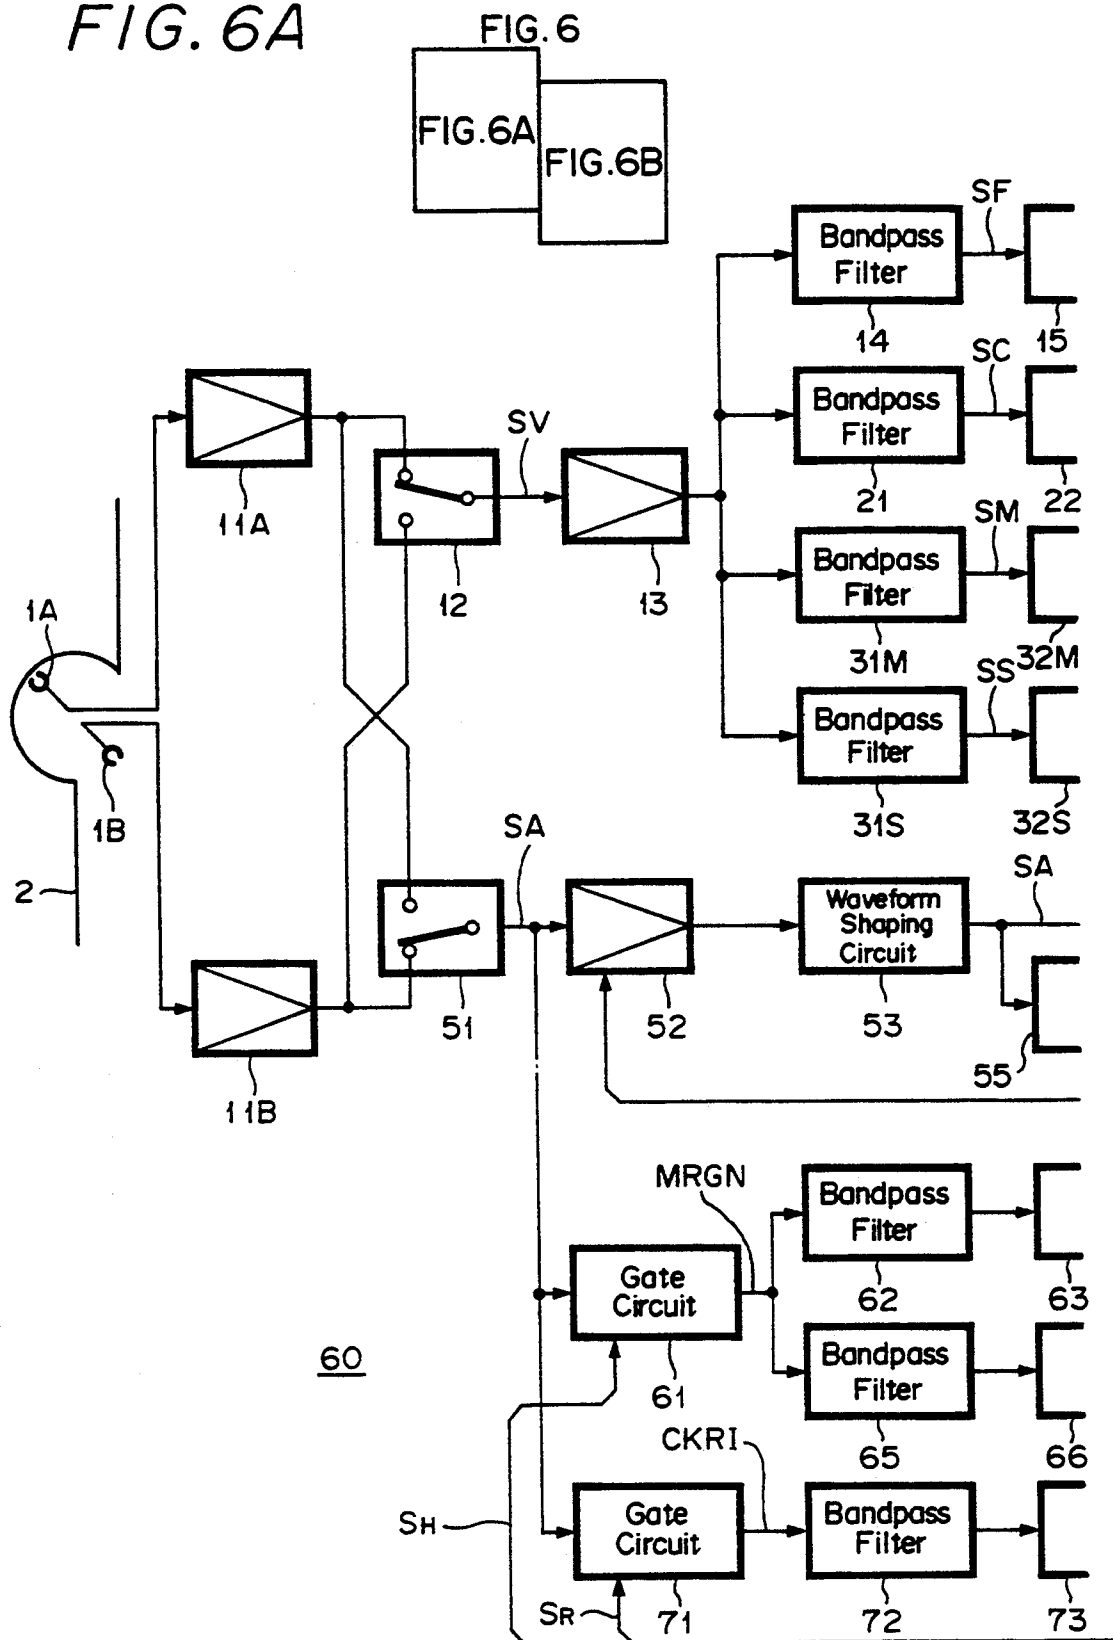 FIG. 6A
FIG. 6
FIG. 6A
FIG. 6B
SF
Bandpass
Filter
14
15
SC
Bandpass
Filter
21
22
11A
SV
12
13
SM
Bandpass
Filter
31M
32M
1A
SS
Bandpass
Filter
31S
32S
1B
2
SA
SA
Waveform
Shaping
Circuit
51
52
53
55
11B
MRGN
Bandpass
Filter
62
63
Gate
Circuit
61
60
Bandpass
Filter
65
66
CKRI
SH
Gate
Circuit
Bandpass
Filter
SR
71
72
73